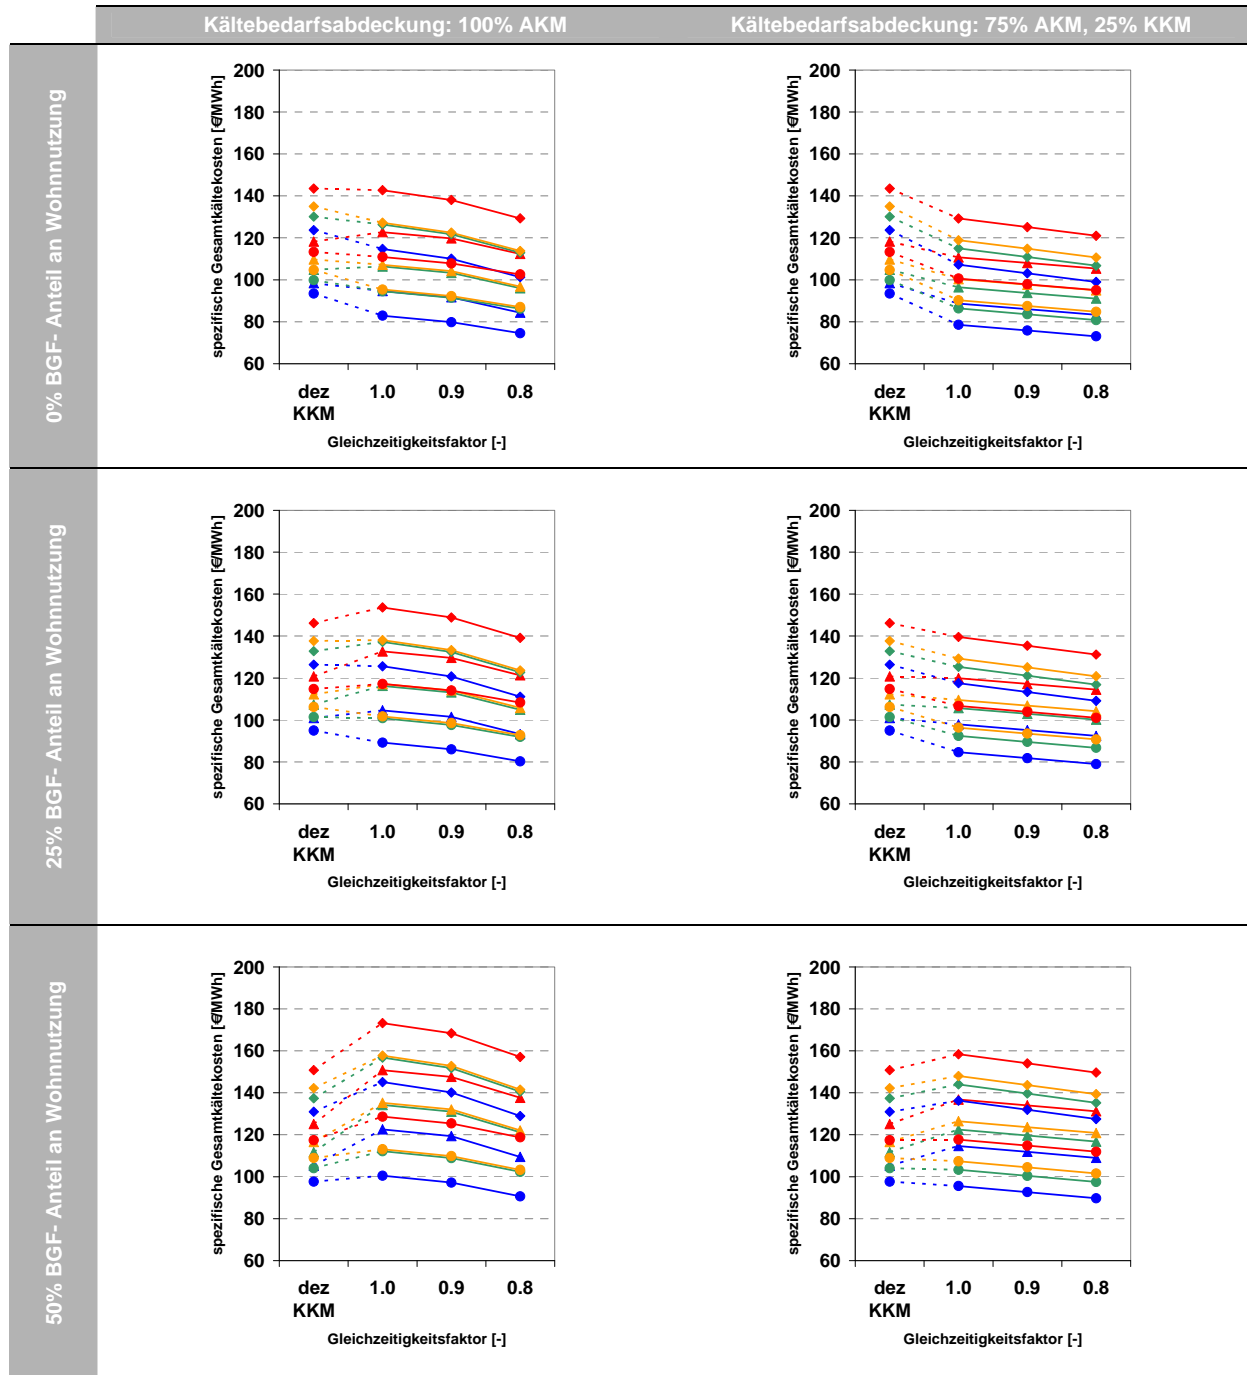 Kältebedarfsabdeckung: 100% AKM
Kältebedarfsabdeckung: 75% AKM, 25% KKM
0% BGF- Anteil an Wohnnutzung
spezifische Gesamtkältekosten [€/MWh]
200
180
160
140
120
100
80
60
dez KKM
1.0
0.9
0.8
Gleichzeitigkeitsfaktor [-]
spezifische Gesamtkältekosten [€/MWh]
200
180
160
140
120
100
80
60
dez KKM
1.0
0.9
0.8
Gleichzeitigkeitsfaktor [-]
25% BGF- Anteil an Wohnnutzung
spezifische Gesamtkältekosten [€/MWh]
200
180
160
140
120
100
80
60
dez KKM
1.0
0.9
0.8
Gleichzeitigkeitsfaktor [-]
spezifische Gesamtkältekosten [€/MWh]
200
180
160
140
120
100
80
60
dez KKM
1.0
0.9
0.8
Gleichzeitigkeitsfaktor [-]
50% BGF- Anteil an Wohnnutzung
spezifische Gesamtkältekosten [€/MWh]
200
180
160
140
120
100
80
60
dez KKM
1.0
0.9
0.8
Gleichzeitigkeitsfaktor [-]
spezifische Gesamtkältekosten [€/MWh]
200
180
160
140
120
100
80
60
dez KKM
1.0
0.9
0.8
Gleichzeitigkeitsfaktor [-]